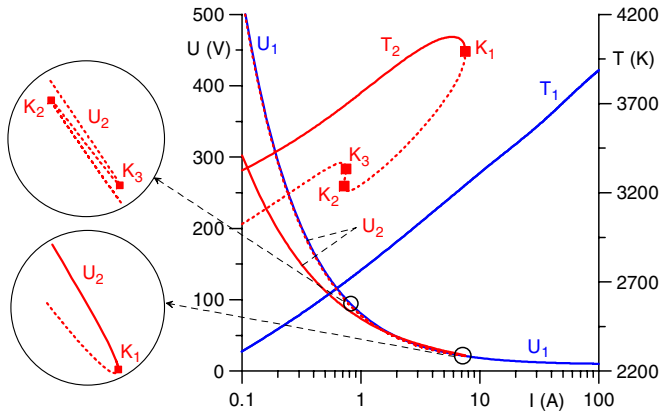 500
4200
U (V)
U₁
T₂
K₁
T (K)
400
T₁
3700
K₂
U₂
K₃
300
K₃
K₂
3200
200
U₂
U₂
100
2700
K₁
U₁
0
2200
0.1
1
10
I (A)
100